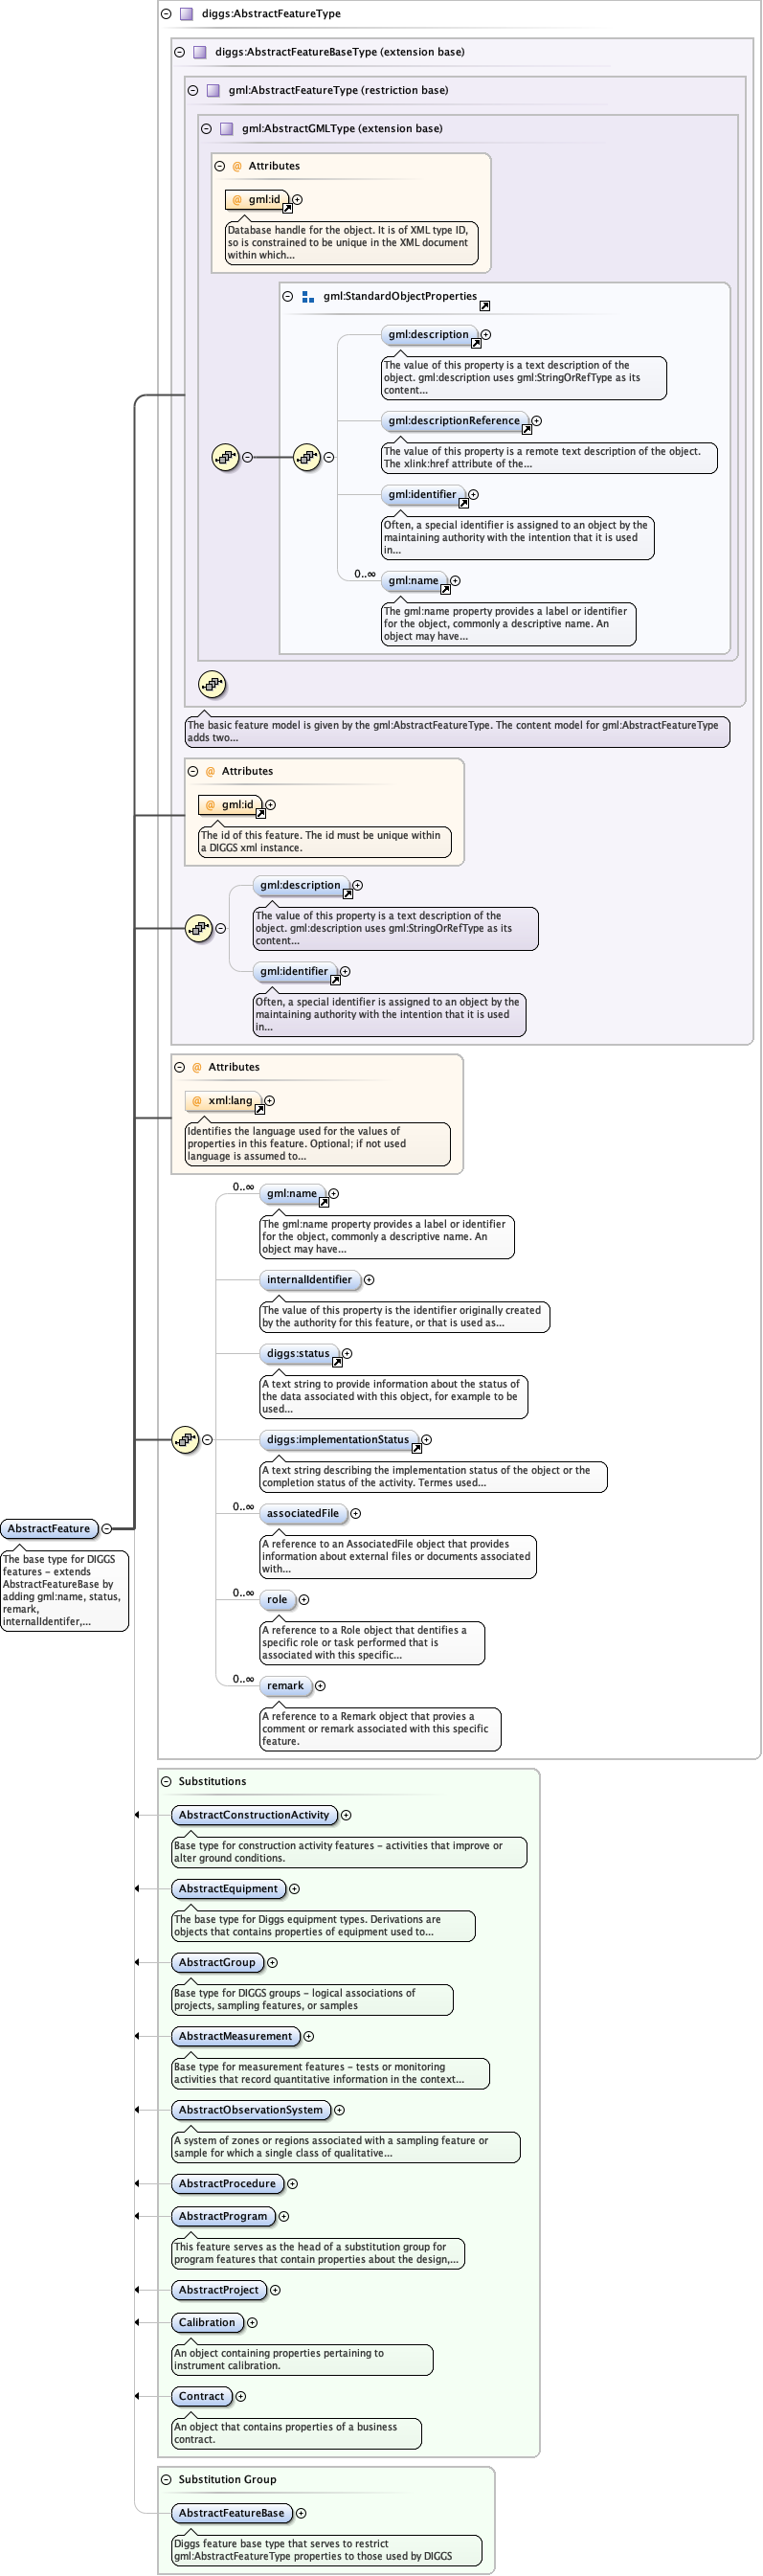 diggs:AbstractFeatureType
diggs:AbstractFeatureBaseType (extension base)
gml:AbstractFeatureType (restriction base)
gml:AbstractGMLType (extension base)
@ Attributes
@ gml:id
Database handle for the object. It is of XML type ID,
so is constrained to be unique in the XML document
within which...
gml:StandardObjectProperties
gml:description
The value of this property is a text description of the
object. gml:description uses gml:StringOrRefType as its
content...
gml:descriptionReference
The value of this property is a remote text description of the object.
The xlink:href attribute of the...
gml:identifier
Often, a special identifier is assigned to an object by the
maintaining authority with the intention that it is used
in...
0..∞
gml:name
The gml:name property provides a label or identifier
for the object, commonly a descriptive name. An
object may have...
The basic feature model is given by the gml:AbstractFeatureType. The content model for gml:AbstractFeatureType
adds two...
@ Attributes
@ gml:id
The id of this feature. The id must be unique within
a DIGGS xml instance.
gml:description
The value of this property is a text description of the
object. gml:description uses gml:StringOrRefType as its
content...
gml:identifier
Often, a special identifier is assigned to an object by the
maintaining authority with the intention that it is used
in...
@ Attributes
@ xml:lang
Identifies the language used for the values of
properties in this feature. Optional; if not used
language is assumed to...
0..∞
gml:name
The gml:name property provides a label or identifier
for the object, commonly a descriptive name. An
object may have...
internalIdentifier
The value of this property is the identifier originally created
by the authority for this feature, or that is used as...
diggs:status
A text string to provide information about the status of
the data associated with this object, for example to be
used...
diggs:implementationStatus
A text string describing the implementation status of the object or the
completion status of the activity. Termes used...
0..∞
associatedFile
A reference to an AssociatedFile object that provides
information about external files or documents associated
with...
0..∞
role
A reference to a Role object that dentifies a
specific role or task performed that is
associated with this specific...
0..∞
remark
A reference to a Remark object that provies a
comment or remark associated with this specific
feature.
AbstractFeature
The base type for DIGGS
features - extends
AbstractFeatureBase by
adding gml:name, status,
remark,
internalIdentifer,...
Substitutions
AbstractConstructionActivity
Base type for construction activity features - activities that improve or
alter ground conditions.
AbstractEquipment
The base type for Diggs equipment types. Derivations are
objects that contains properties of equipment used to...
AbstractGroup
Base type for DIGGS groups - logical associations of
projects, sampling features, or samples
AbstractMeasurement
Base type for measurement features - tests or monitoring
activities that record quantitative information in the context...
AbstractObservationSystem
A system of zones or regions associated with a sampling feature or
sample for which a single class of qualitative...
AbstractProcedure
AbstractProgram
This feature serves as the head of a substitution group for
program features that contain properties about the design,...
AbstractProject
Calibration
An object containing properties pertaining to
instrument calibration.
Contract
An object that contains properties of a business
contract.
Substitution Group
AbstractFeatureBase
Diggs feature base type that serves to restrict
gml:AbstractFeatureType properties to those used by DIGGS